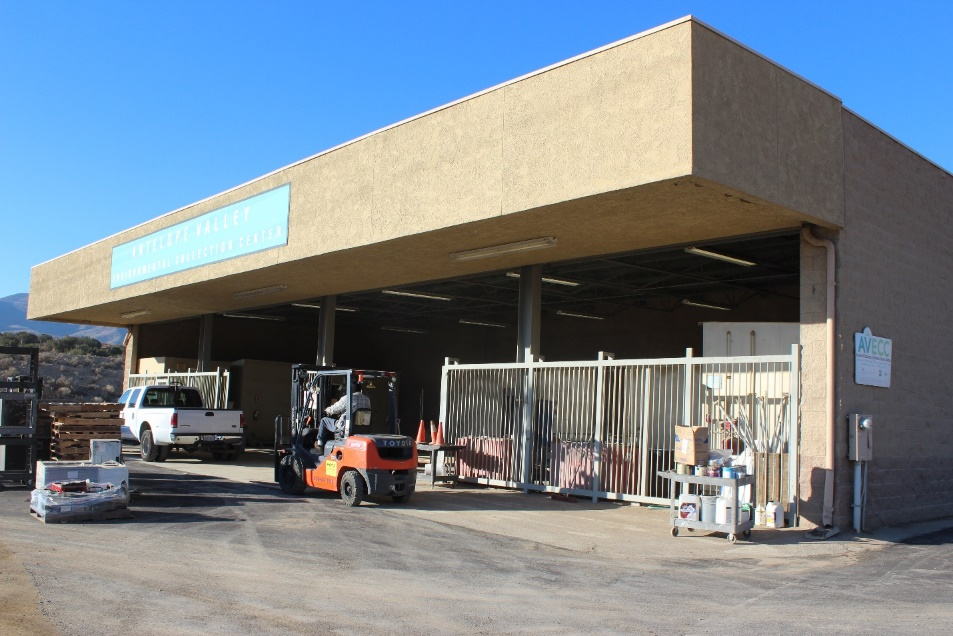 ANTELOPE VALLEY
ENVIRONMENTAL COLLECTION CENTER
TOYOTA
AVECC